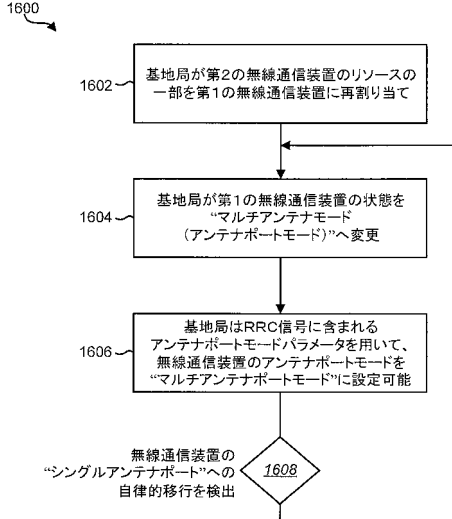 1600
1602
基地局が第2の無線通信装置のリソースの
一部を第1の無線通信装置に再割り当て
1604
基地局が第1の無線通信装置の状態を
“マルチアンテナモード
(アンテナポートモード)”へ変更
1606
基地局はRRC信号に含まれる
アンテナポートモードパラメータを用いて、
無線通信装置のアンテナポートモードを
“マルチアンテナポートモード”に設定可能
無線通信装置の
“シングルアンテナポート”への
自律的移行を検出
1608